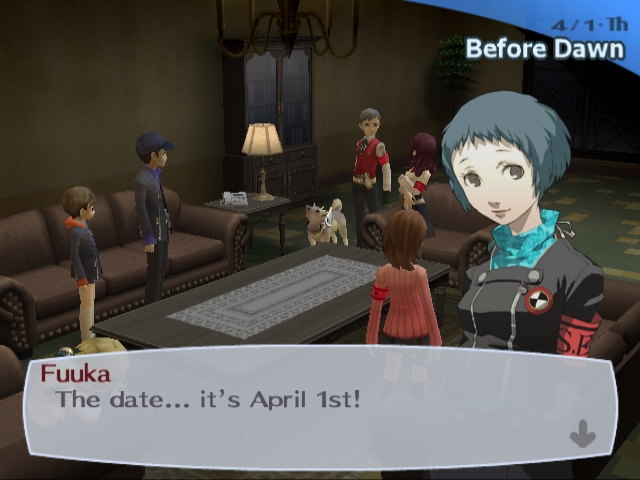 4/1·Th
Before Dawn
S.E
Fuuka
The date... it's April 1st!